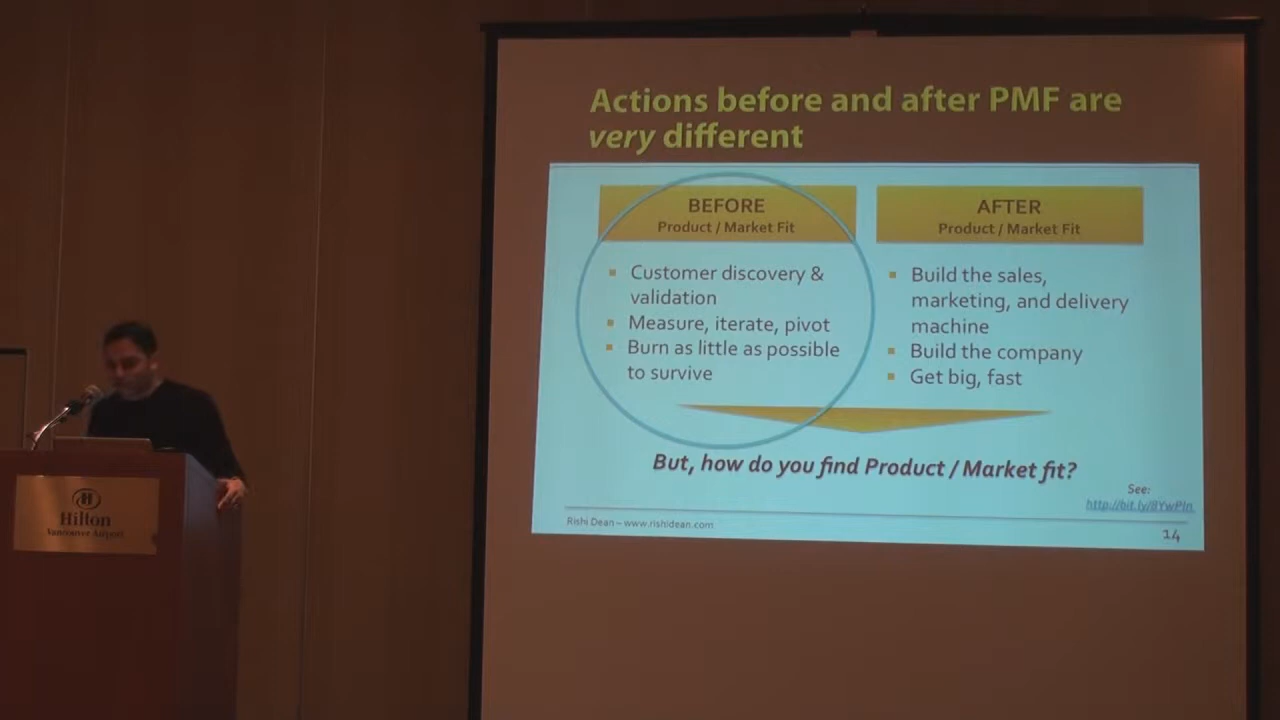 Actions before and after PMF are
very different
BEFORE
Product / Market Fit
Customer discovery &
validation
Measure, iterate, pivot
Burn as little as possible
to survive
AFTER
Product / Market Fit
Build the sales,
marketing, and delivery
machine
Build the company
Get big, fast
But, how do you find Product / Market fit?
See:
http://bit.ly/8YwPIn
Rishi Dean – www.rishidean.com
14
H
Hilton
Vancouver Airport